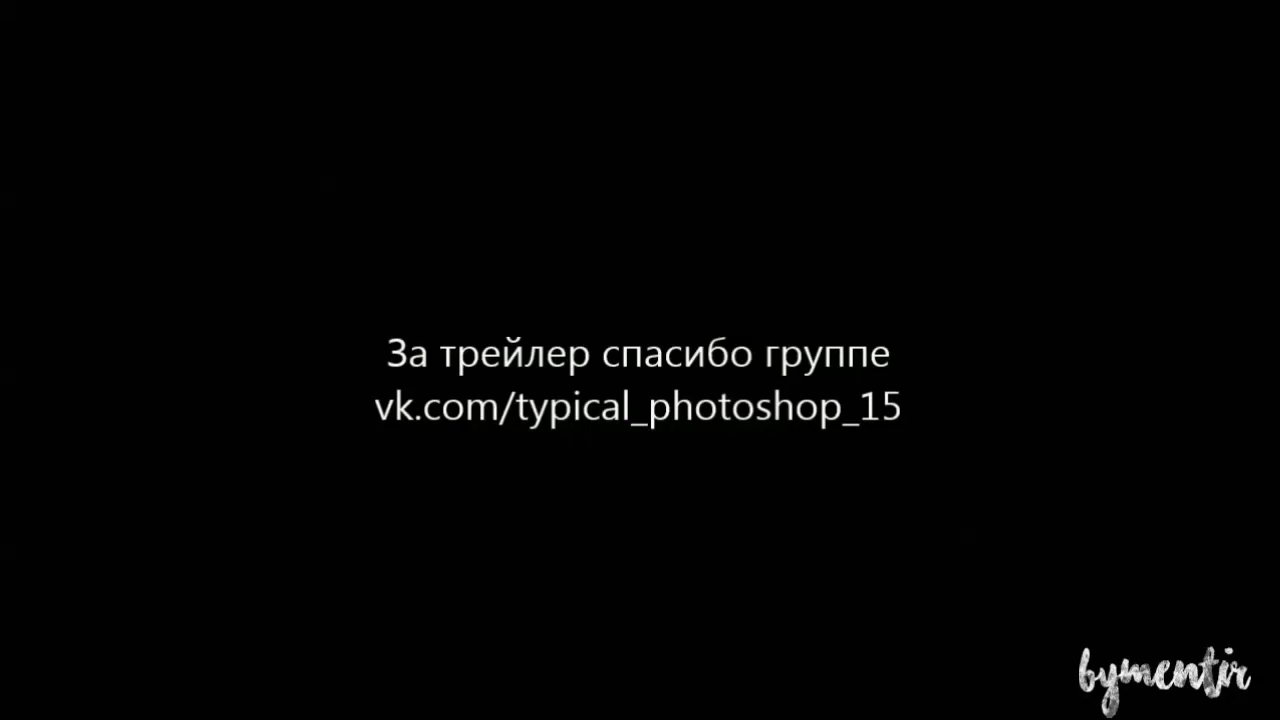 За трейлер спасибо группе
vk.com/typical_photoshop_15
bymentir